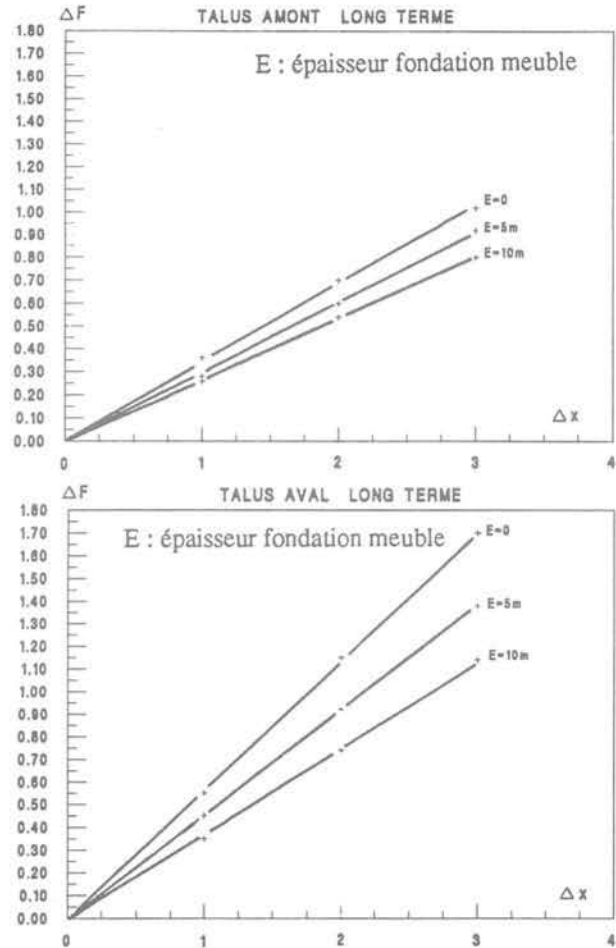 ΔF
TALUS AMONT LONG TERME
E : épaisseur fondation meuble
1.80
1.70
1.60
1.50
1.40
1.30
1.20
1.10
1.00
0.90
0.80
0.70
0.60
0.50
0.40
0.30
0.20
0.10
0.00
E=0
E=5m
E=10m
Δx
0 1 2 3 4
ΔF
TALUS AVAL LONG TERME
E : épaisseur fondation meuble
1.80
1.70
1.60
1.50
1.40
1.30
1.20
1.10
1.00
0.90
0.80
0.70
0.60
0.50
0.40
0.30
0.20
0.10
0.00
E=0
E=5m
E=10m
Δx
0 1 2 3 4